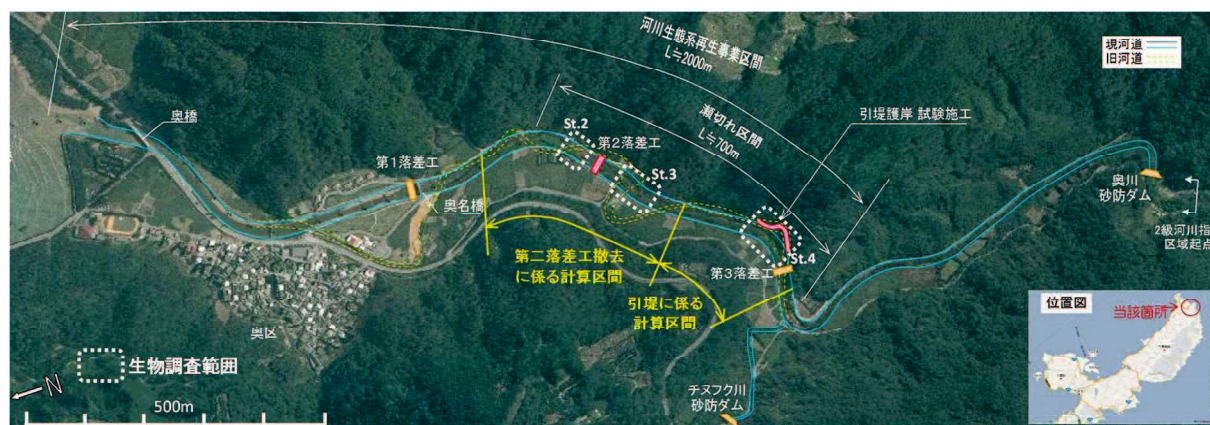 河川生態系再生事業区間
L≒2000m
現河道
旧河道
奥橋
瀬切れ区間
L≒700m
引堤護岸 試験施工
St.2
第2落差工
第1落差工
St.3
奥川
砂防ダム
奥名橋
2級河川指
区域起点
St.4
第二落差工撤去
に係る計算区間
第3落差工
引堤に係る
計算区間
奥区
位置図
当該箇所
生物調査範囲
N
500m
チヌフク川
砂防ダム